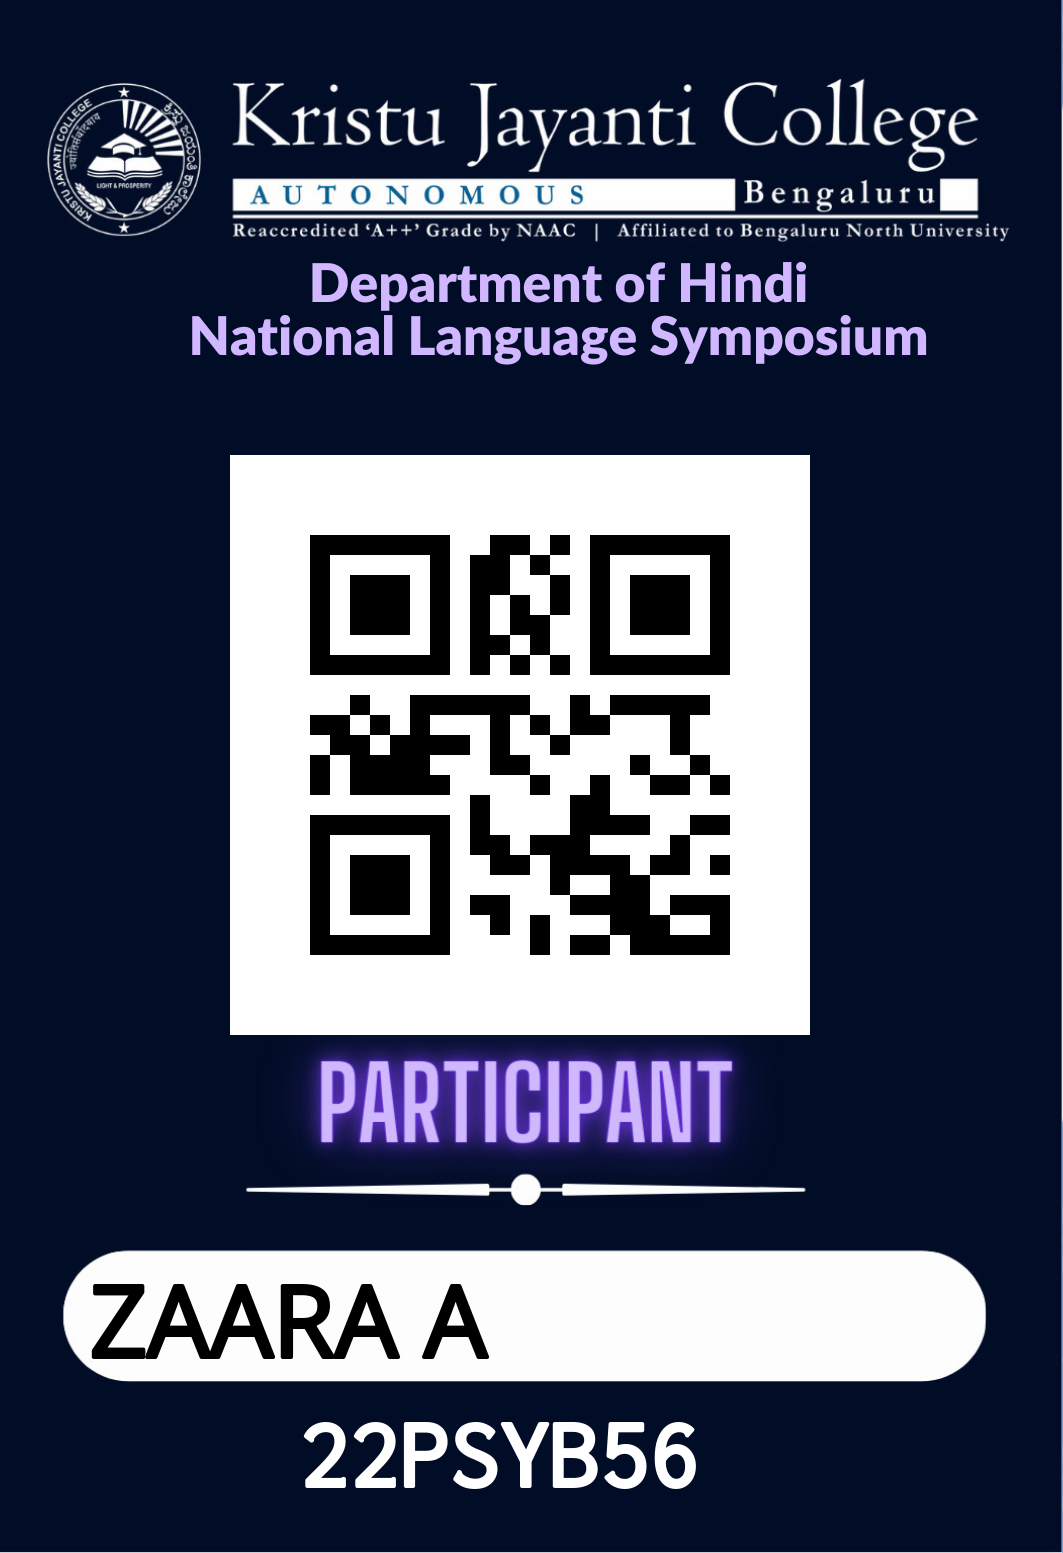 Kristu Jayanti College
AUTONOMOUS Bengaluru
Reaccredited ‘A++’ Grade by NAAC | Affiliated to Bengaluru North University
KRISTU JAYANTI COLLEGE
LIGHT & PROSPERITY
Department of Hindi
National Language Symposium
PARTICIPANT
ZAARA A
22PSYB56